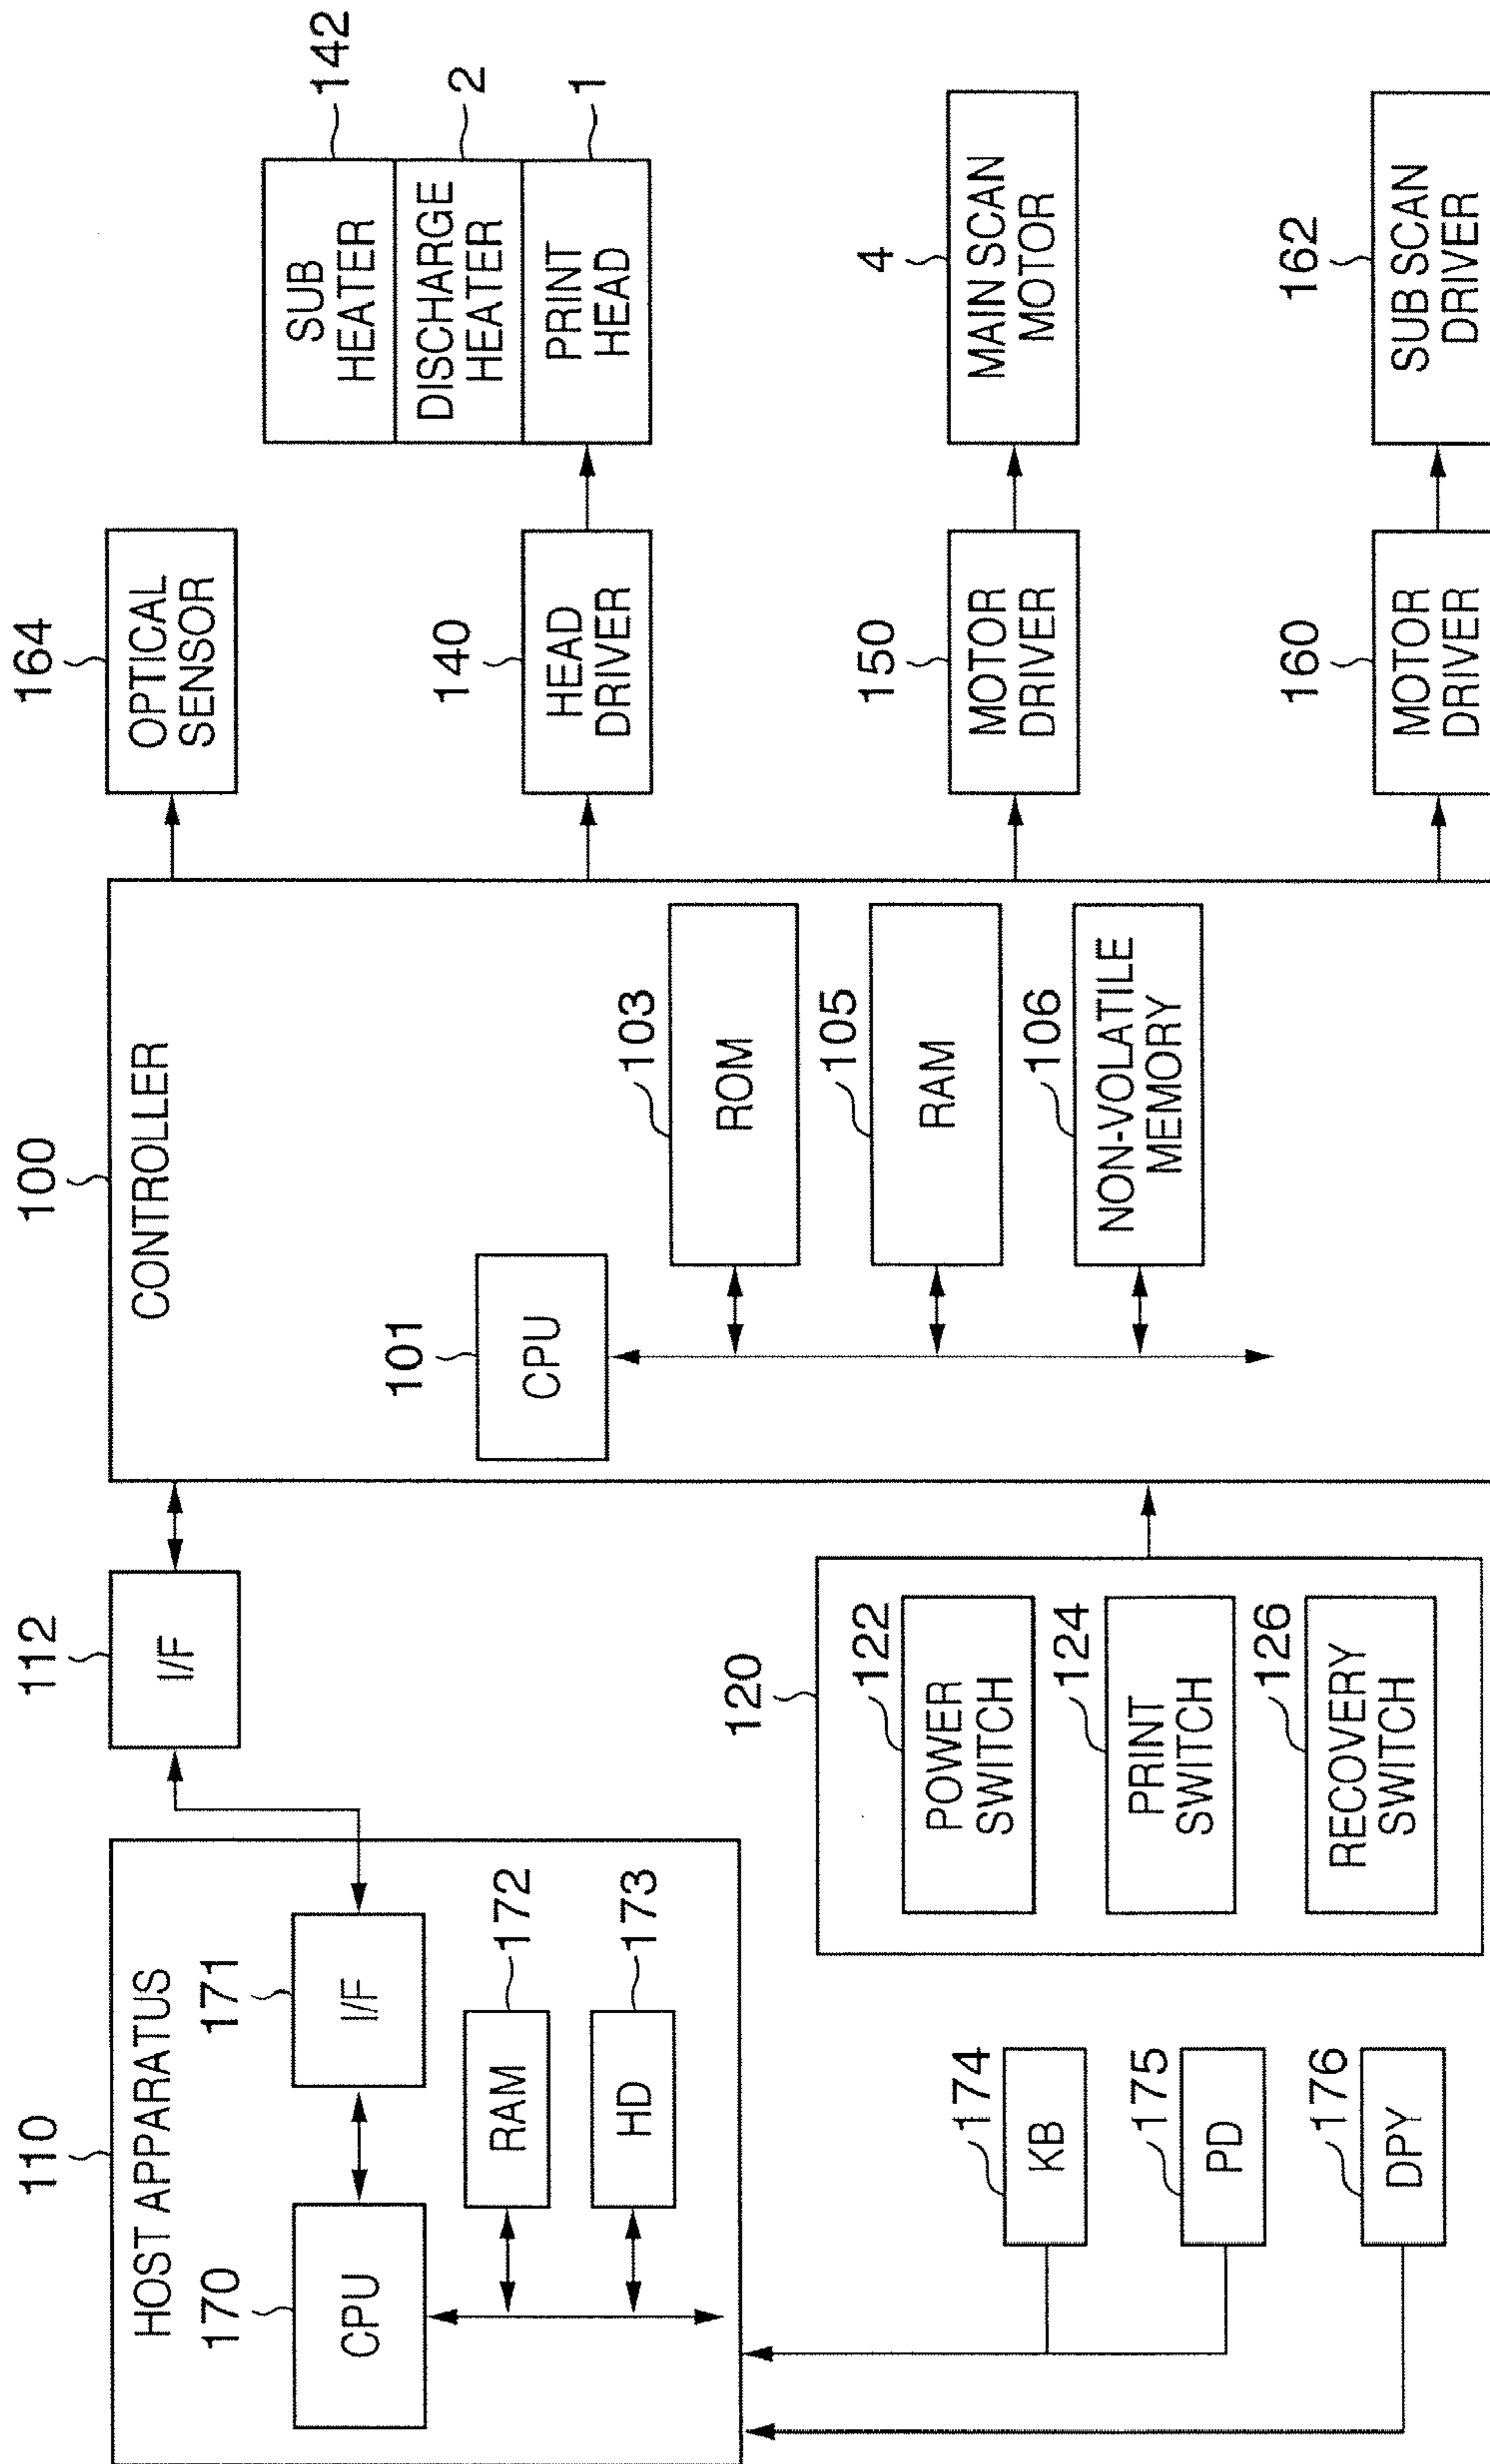 110
HOST APPARATUS
170
CPU
171
I/F
RAM
172
HD
173
KB
174
PD
175
DPY
176
112
I/F
120
POWER
SWITCH
122
PRINT
SWITCH
124
RECOVERY
SWITCH
126
100
CONTROLLER
101
CPU
103
ROM
105
RAM
106
NON-VOLATILE
MEMORY
164
OPTICAL
SENSOR
140
HEAD
DRIVER
150
MOTOR
DRIVER
160
MOTOR
DRIVER
SUB
HEATER
142
DISCHARGE
HEATER
2
PRINT
HEAD
1
4
MAIN SCAN
MOTOR
162
SUB SCAN
DRIVER